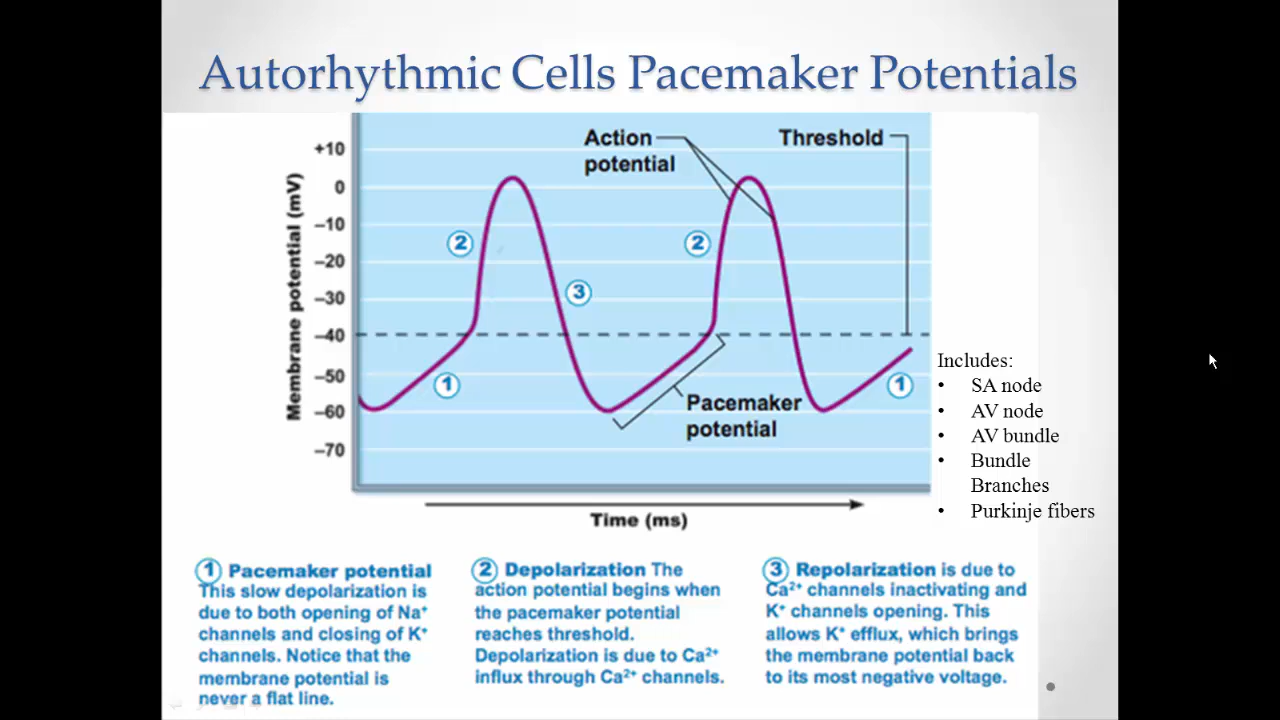 Autorhythmic Cells Pacemaker Potentials
Action
potential
Threshold
Membrane potential (mV)
+10
0
–10
–20
–30
–40
–50
–60
–70
2
2
3
1
1
Pacemaker
potential
Time (ms)
Includes:
• SA node
• AV node
• AV bundle
• Bundle
Branches
• Purkinje fibers
1 Pacemaker potential
This slow depolarization is
due to both opening of Na⁺
channels and closing of K⁺
channels. Notice that the
membrane potential is
never a flat line.
2 Depolarization The
action potential begins when
the pacemaker potential
reaches threshold.
Depolarization is due to Ca²⁺
influx through Ca²⁺ channels.
3 Repolarization is due to
Ca²⁺ channels inactivating and
K⁺ channels opening. This
allows K⁺ efflux, which brings
the membrane potential back
to its most negative voltage.